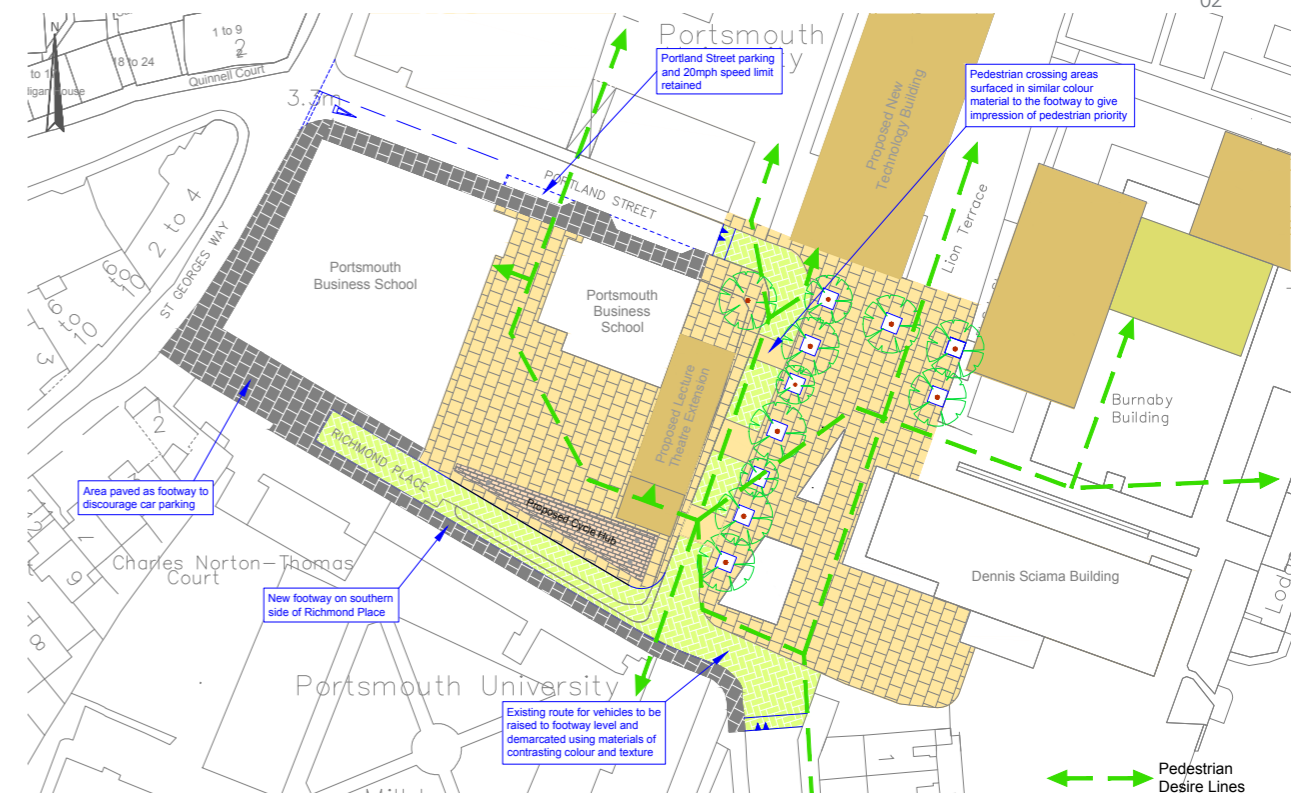 02
N
1 to 9
2
18 to 24
Quinnell Court
Portsmouth
3.3m
Portland Street parking
and 20mph speed limit
retained
Pedestrian crossing areas
surfaced in similar colour
material to the footway to give
impression of pedestrian priority
Proposed New
Technology Building
PORTLAND STREET
Lion Terrace
2 to 4
ST GEORGES WAY
Portsmouth
Business School
Portsmouth
Business
School
Proposed Lecture
Theatre Extension
3
Burnaby
Building
2
RICHMOND PLACE
Area paved as footway to
discourage car parking
Proposed Cycle Hub
Charles Norton-Thomas
Court
Dennis Sciama Building
New footway on southern
side of Richmond Place
Portsmouth University
Existing route for vehicles to be
raised to footway level and
demarcated using materials of
contrasting colour and texture
1
Pedestrian
Desire Lines